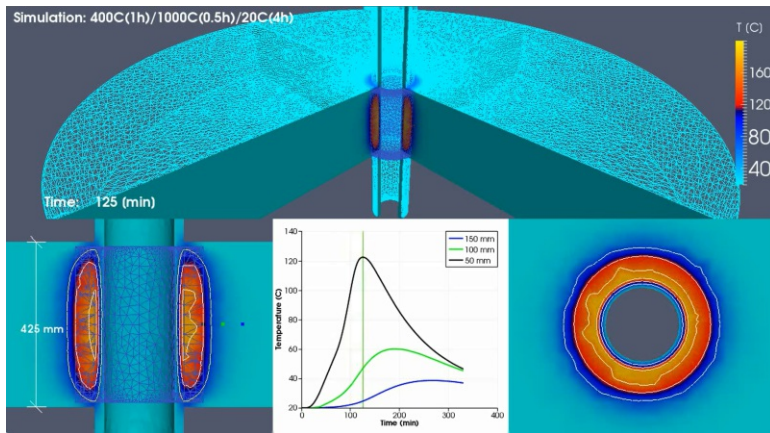 Simulation: 400C(1h)/1000C(0.5h)/20C(4h)
T (C)
160
120
80
40
Time: 125 (min)
425 mm
140
120
100
80
60
40
20
Temperature (C)
0
100
200
300
400
Time (min)
150 mm
100 mm
50 mm